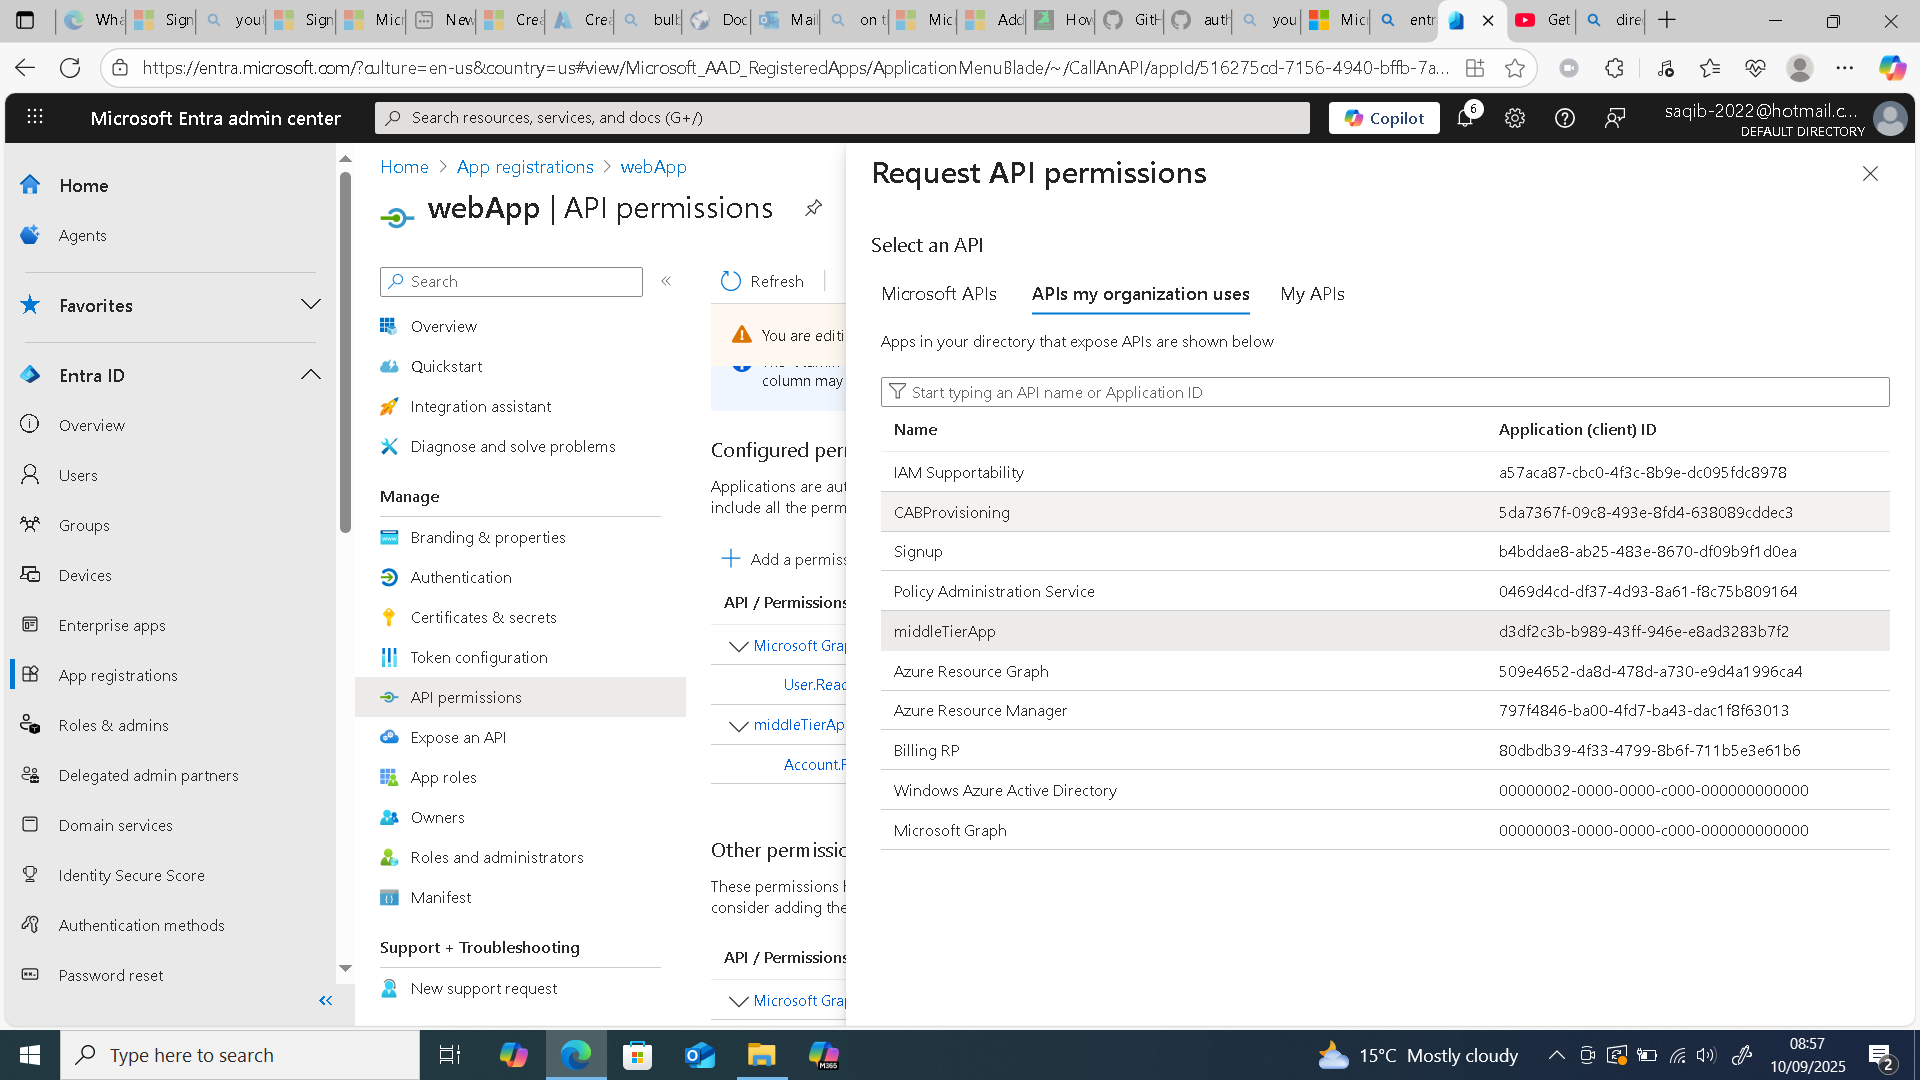 Wha
Sign
you
Sign
Micr
New
Crea
Crea
bulb
Doc
Mail
on t
Micr
Add
How
GitH
auth
you
Micr
entra
Get
dire
https://entra.microsoft.com/?culture=en-us&country=us#view/Microsoft_AAD_RegisteredApps/ApplicationMenuBlade/~/CallAnAPI/appId/516275cd-7156-4940-bffb-7a...
Microsoft Entra admin center
Search resources, services, and docs (G+/)
Copilot
6
saqib-2022@hotmail.c...
DEFAULT DIRECTORY
Home
Agents
Favorites
Entra ID
Overview
Users
Groups
Devices
Enterprise apps
App registrations
Roles & admins
Delegated admin partners
Domain services
Identity Secure Score
Authentication methods
Password reset
Home > App registrations > webApp
webApp | API permissions
Search
Overview
Quickstart
Integration assistant
Diagnose and solve problems
Manage
Branding & properties
Authentication
Certificates & secrets
Token configuration
API permissions
Expose an API
App roles
Owners
Roles and administrators
Manifest
Support + Troubleshooting
New support request
Refresh
You are editi
column may
Configured per
Applications are aut
include all the perm
Add a permiss
API / Permissions
Microsoft Grap
User.Read
middleTierAp
Account.F
Other permissio
These permissions h
consider adding the
API / Permissions
Microsoft Grap
Request API permissions
Select an API
Microsoft APIs
APIs my organization uses
My APIs
Apps in your directory that expose APIs are shown below
Start typing an API name or Application ID
Name Application (client) ID
IAM Supportability a57aca87-cbc0-4f3c-8b9e-dc095fdc8978
CABProvisioning 5da7367f-09c8-493e-8fd4-638089cddec3
Signup b4bddae8-ab25-483e-8670-df09b9f1d0ea
Policy Administration Service 0469d4cd-df37-4d93-8a61-f8c75b809164
middleTierApp d3df2c3b-b989-43ff-946e-e8ad3283b7f2
Azure Resource Graph 509e4652-da8d-478d-a730-e9d4a1996ca4
Azure Resource Manager 797f4846-ba00-4fd7-ba43-dac1f8f63013
Billing RP 80dbdb39-4f33-4799-8b6f-711b5e3e61b6
Windows Azure Active Directory 00000002-0000-0000-c000-000000000000
Microsoft Graph 00000003-0000-0000-c000-000000000000
Type here to search
M365
15°C Mostly cloudy
08:57
10/09/2025
2